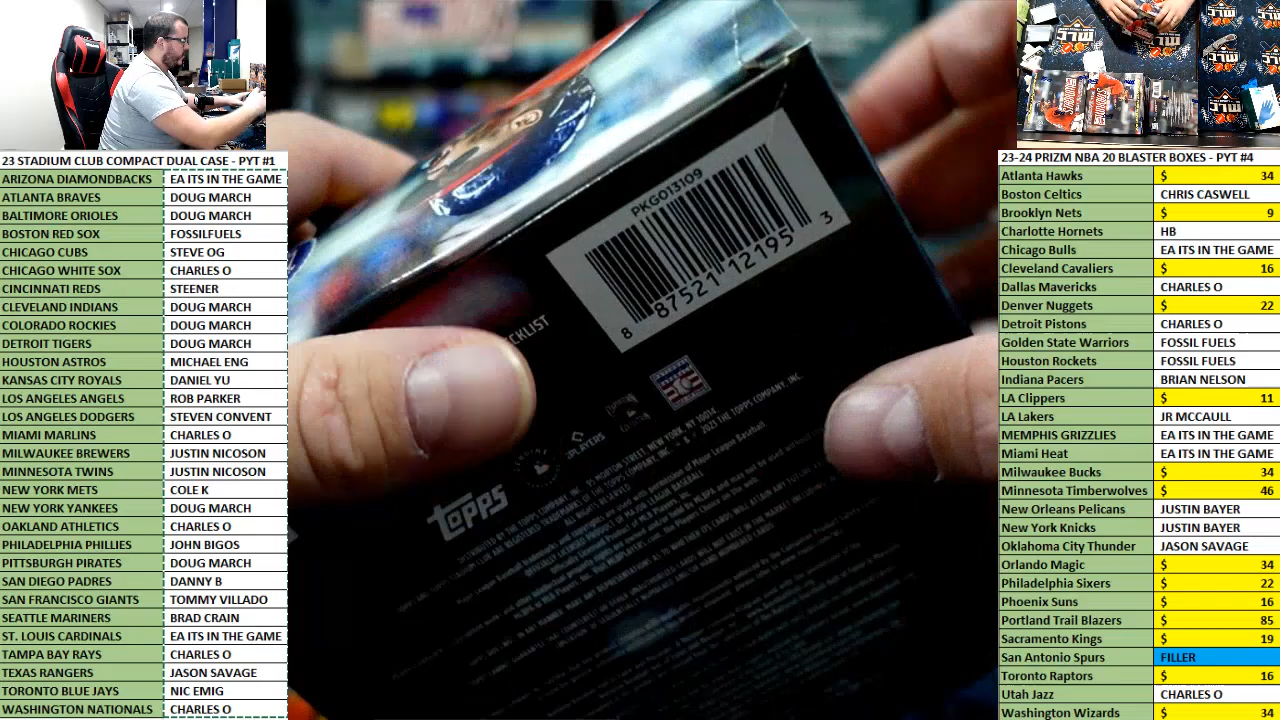 23 STADIUM CLUB COMPACT DUAL CASE - PYT #1
ARIZONA DIAMONDBACKS EA ITS IN THE GAME
ATLANTA BRAVES DOUG MARCH
BALTIMORE ORIOLES DOUG MARCH
BOSTON RED SOX FOSSILFUELS
CHICAGO CUBS STEVE OG
CHICAGO WHITE SOX CHARLES O
CINCINNATI REDS STEENER
CLEVELAND INDIANS DOUG MARCH
COLORADO ROCKIES DOUG MARCH
DETROIT TIGERS DOUG MARCH
HOUSTON ASTROS MICHAEL ENG
KANSAS CITY ROYALS DANIEL YU
LOS ANGELES ANGELS ROB PARKER
LOS ANGELES DODGERS STEVEN CONVENT
MIAMI MARLINS CHARLES O
MILWAUKEE BREWERS JUSTIN NICOSON
MINNESOTA TWINS JUSTIN NICOSON
NEW YORK METS COLE K
NEW YORK YANKEES DOUG MARCH
OAKLAND ATHLETICS CHARLES O
PHILADELPHIA PHILLIES JOHN BIGOS
PITTSBURGH PIRATES DOUG MARCH
SAN DIEGO PADRES DANNY B
SAN FRANCISCO GIANTS TOMMY VILLADO
SEATTLE MARINERS BRAD CRAIN
ST. LOUIS CARDINALS EA ITS IN THE GAME
TAMPA BAY RAYS CHARLES O
TEXAS RANGERS JASON SAVAGE
TORONTO BLUE JAYS NIC EMIG
WASHINGTON NATIONALS CHARLES O
PKG013109
8 87521 12195 3
topps
23-24 PRIZM NBA 20 BLASTER BOXES - PYT #4
Atlanta Hawks $ 34
Boston Celtics CHRIS CASWELL
Brooklyn Nets $ 9
Charlotte Hornets HB
Chicago Bulls EA ITS IN THE GAME
Cleveland Cavaliers $ 16
Dallas Mavericks CHARLES O
Denver Nuggets $ 22
Detroit Pistons CHARLES O
Golden State Warriors FOSSIL FUELS
Houston Rockets FOSSIL FUELS
Indiana Pacers BRIAN NELSON
LA Clippers $ 11
LA Lakers JR MCCAULL
MEMPHIS GRIZZLIES EA ITS IN THE GAME
Miami Heat EA ITS IN THE GAME
Milwaukee Bucks $ 34
Minnesota Timberwolves $ 46
New Orleans Pelicans JUSTIN BAYER
New York Knicks JUSTIN BAYER
Oklahoma City Thunder JASON SAVAGE
Orlando Magic $ 34
Philadelphia Sixers $ 22
Phoenix Suns $ 16
Portland Trail Blazers $ 85
Sacramento Kings $ 19
San Antonio Spurs FILLER
Toronto Raptors $ 16
Utah Jazz CHARLES O
Washington Wizards $ 34